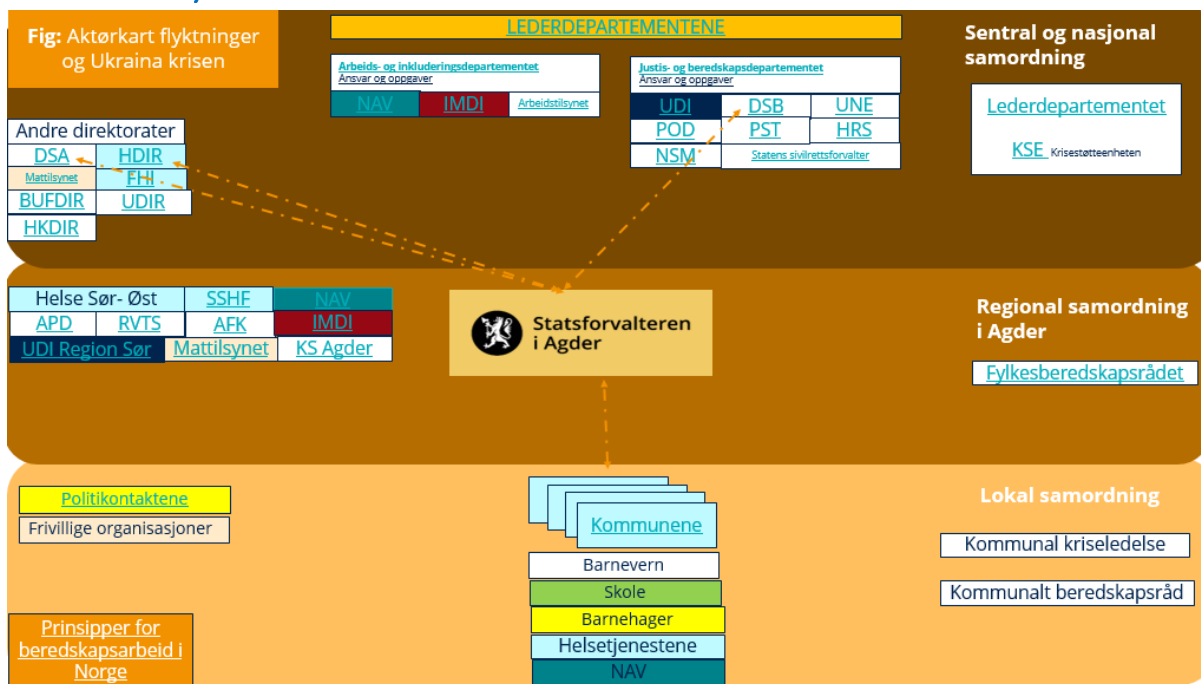 Fig: Aktørkart flyktninger
og Ukraina krisen
LEDERDEPARTEMENTENE
Arbeids- og inkluderingsdepartementet
Ansvar og oppgaver
NAV
IMDI
Arbeidstilsynet
Justis- og beredskapsdepartementet
Ansvar og oppgaver
UDI
DSB
UNE
POD
PST
HRS
NSM
Statens sivilrettsforvalter
Sentral og nasjonal
samordning
Lederdepartementet
KSE Krisestøtteenheten
Andre direktorater
DSA
HDIR
Mattilsynet
FHI
BUFDIR
UDIR
HKDIR
Helse Sør- Øst
SSHF
NAV
APD
RVTS
AFK
IMDI
UDI Region Sør
Mattilsynet
KS Agder
Statsforvalteren
i Agder
Regional samordning
i Agder
Fylkesberedskapsrådet
Politikontaktene
Frivillige organisasjoner
Kommunene
Barnevern
Skole
Barnehager
Helsetjenestene
NAV
Lokal samordning
Kommunal kriseledelse
Kommunalt beredskapsråd
Prinsipper for
beredskapsarbeid i
Norge